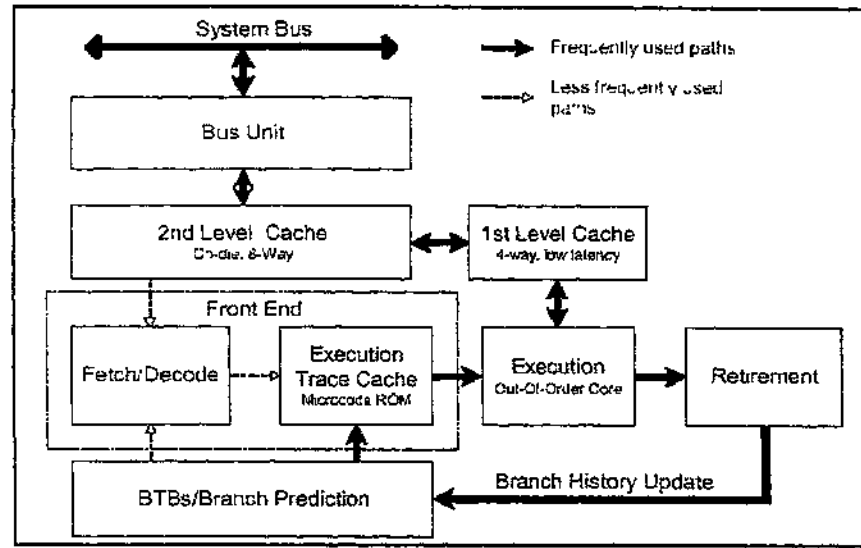 System Bus
Frequently used paths
Less frequently used
paths
Bus Unit
2nd Level Cache
On-die, 8-Way
1st Level Cache
4-way, low latency
Front End
Fetch/Decode
Execution
Trace Cache
Microcode ROM
Execution
Out-Of-Order Core
Retirement
Branch History Update
BTBs/Branch Prediction